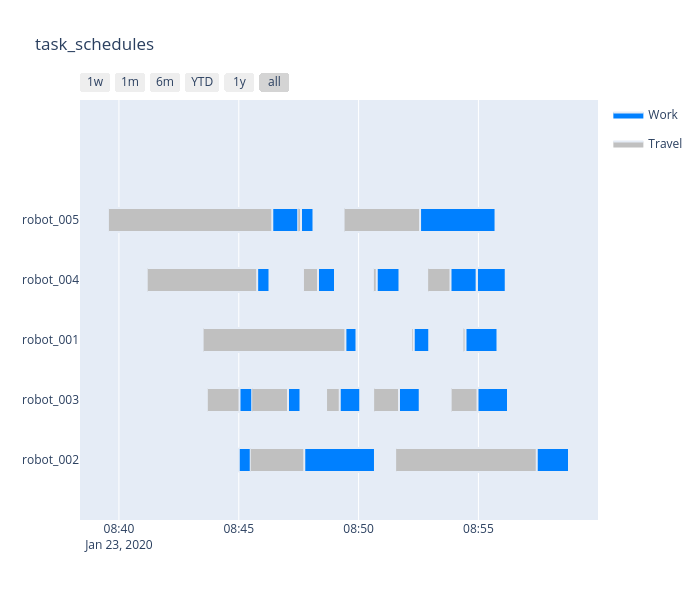 task_schedules
1w 1m 6m YTD 1y all
Work
Travel
robot_005
robot_004
robot_001
robot_003
robot_002
08:40 08:45 08:50 08:55
Jan 23, 2020